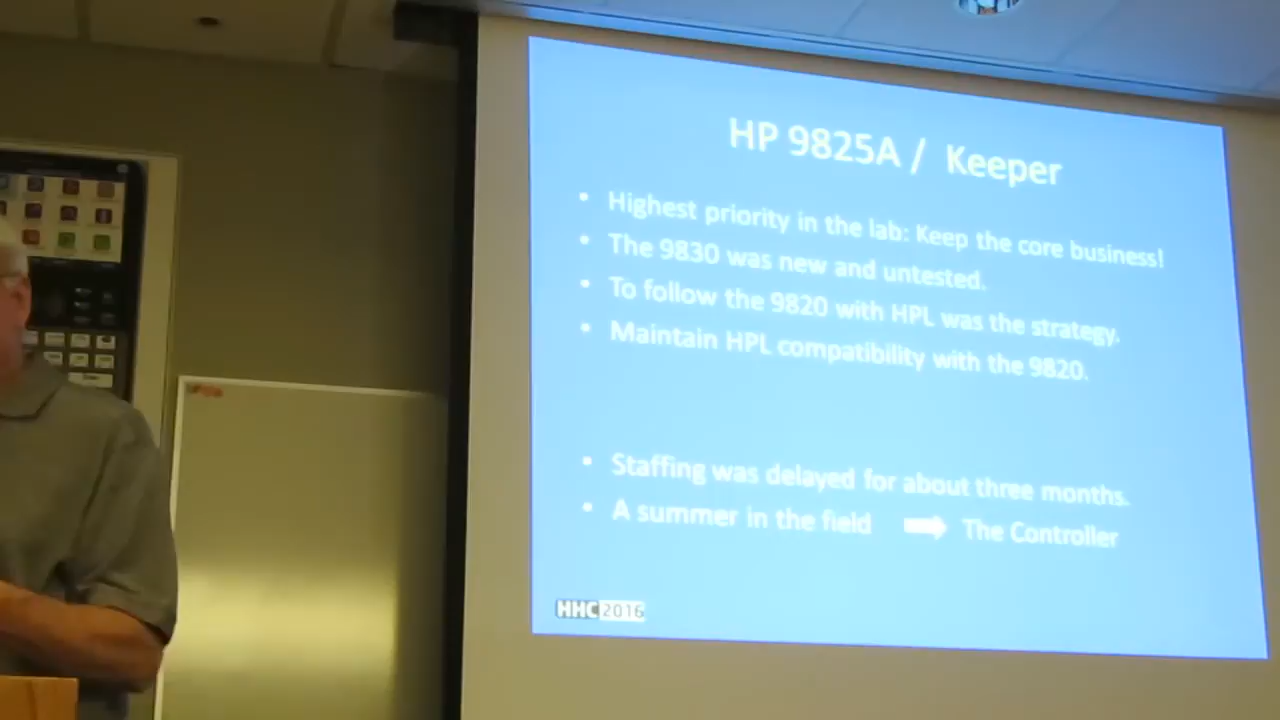 HP 9825A / Keeper
• Highest priority in the lab: Keep the core business!
• The 9830 was new and untested.
• To follow the 9820 with HPL was the strategy.
• Maintain HPL compatibility with the 9820.
• Staffing was delayed for about three months.
• A summer in the field ➡ The Controller
HHC 2016